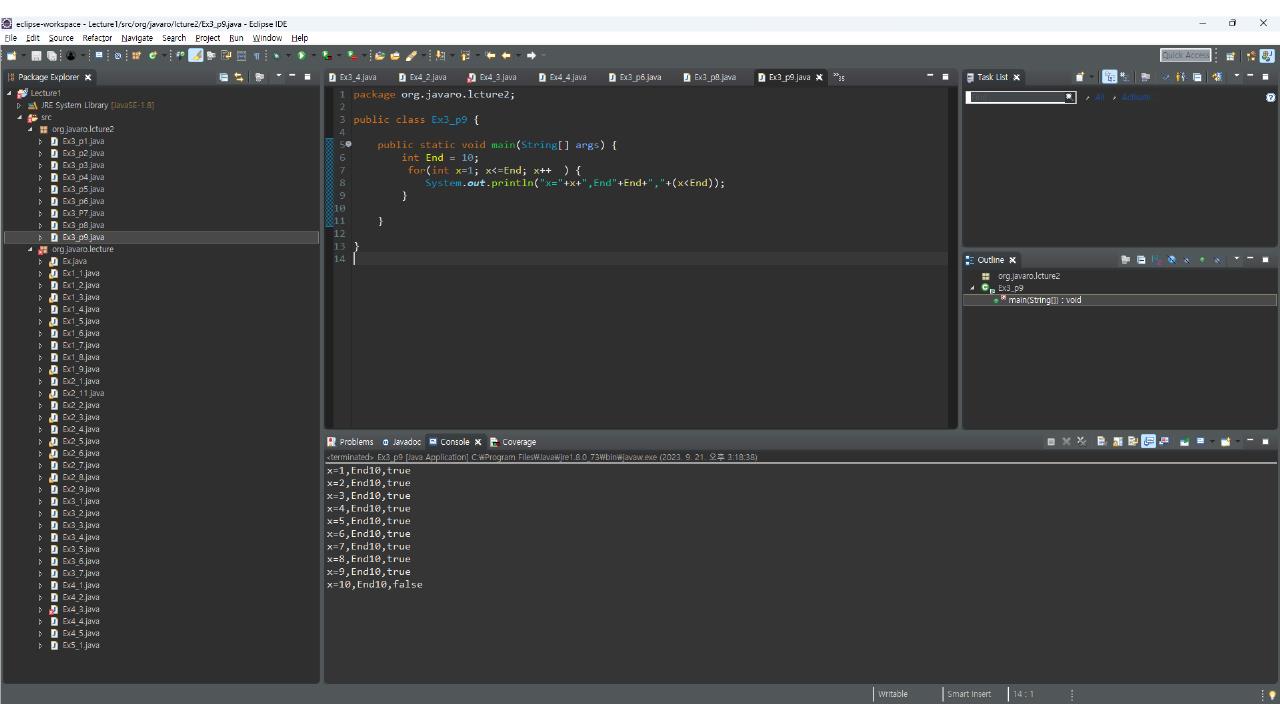 eclipse-workspace - Lecture1/src/org/javaro/lcture2/Ex3_p9.java - Eclipse IDE
File Edit Source Refactor Navigate Search Project Run Window Help
Quick Access
Package Explorer
Lecture1
JRE System Library [JavaSE-1.8]
src
org.javaro.lcture2
Ex3_p1.java
Ex3_p2.java
Ex3_p3.java
Ex3_p4.java
Ex3_p5.java
Ex3_p6.java
Ex3_P7.java
Ex3_p8.java
Ex3_p9.java
org.javaro.lecture
Ex.java
Ex1_1.java
Ex1_2.java
Ex1_3.java
Ex1_4.java
Ex1_5.java
Ex1_6.java
Ex1_7.java
Ex1_8.java
Ex1_9.java
Ex2_1.java
Ex2_11.java
Ex2_2.java
Ex2_3.java
Ex2_4.java
Ex2_5.java
Ex2_6.java
Ex2_7.java
Ex2_8.java
Ex2_9.java
Ex3_1.java
Ex3_2.java
Ex3_3.java
Ex3_4.java
Ex3_5.java
Ex3_6.java
Ex3_7.java
Ex4_1.java
Ex4_2.java
Ex4_3.java
Ex4_4.java
Ex4_5.java
Ex5_1.java
Ex3_4.java Ex4_2.java Ex4_3.java Ex4_4.java Ex3_p6.java Ex3_p8.java Ex3_p9.java
1 package org.javaro.lcture2;
2
3 public class Ex3_p9 {
4
5 public static void main(String[] args) {
6 int End = 10;
7 for(int x=1; x<=End; x++ ) {
8 System.out.println("x="+x+",End"+End+","+(x<End));
9 }
10
11 }
12
13 }
14
Task List
All Activate
Outline
org.javaro.lcture2
Ex3_p9
main(String[]) : void
Problems Javadoc Console Coverage
<terminated> Ex3_p9 [Java Application] C:₩Program Files₩Java₩jre1.8.0_73₩bin₩javaw.exe (2023. 9. 21. 오후 3:18:38)
x=1,End10,true
x=2,End10,true
x=3,End10,true
x=4,End10,true
x=5,End10,true
x=6,End10,true
x=7,End10,true
x=8,End10,true
x=9,End10,true
x=10,End10,false
Writable Smart Insert 14 : 1